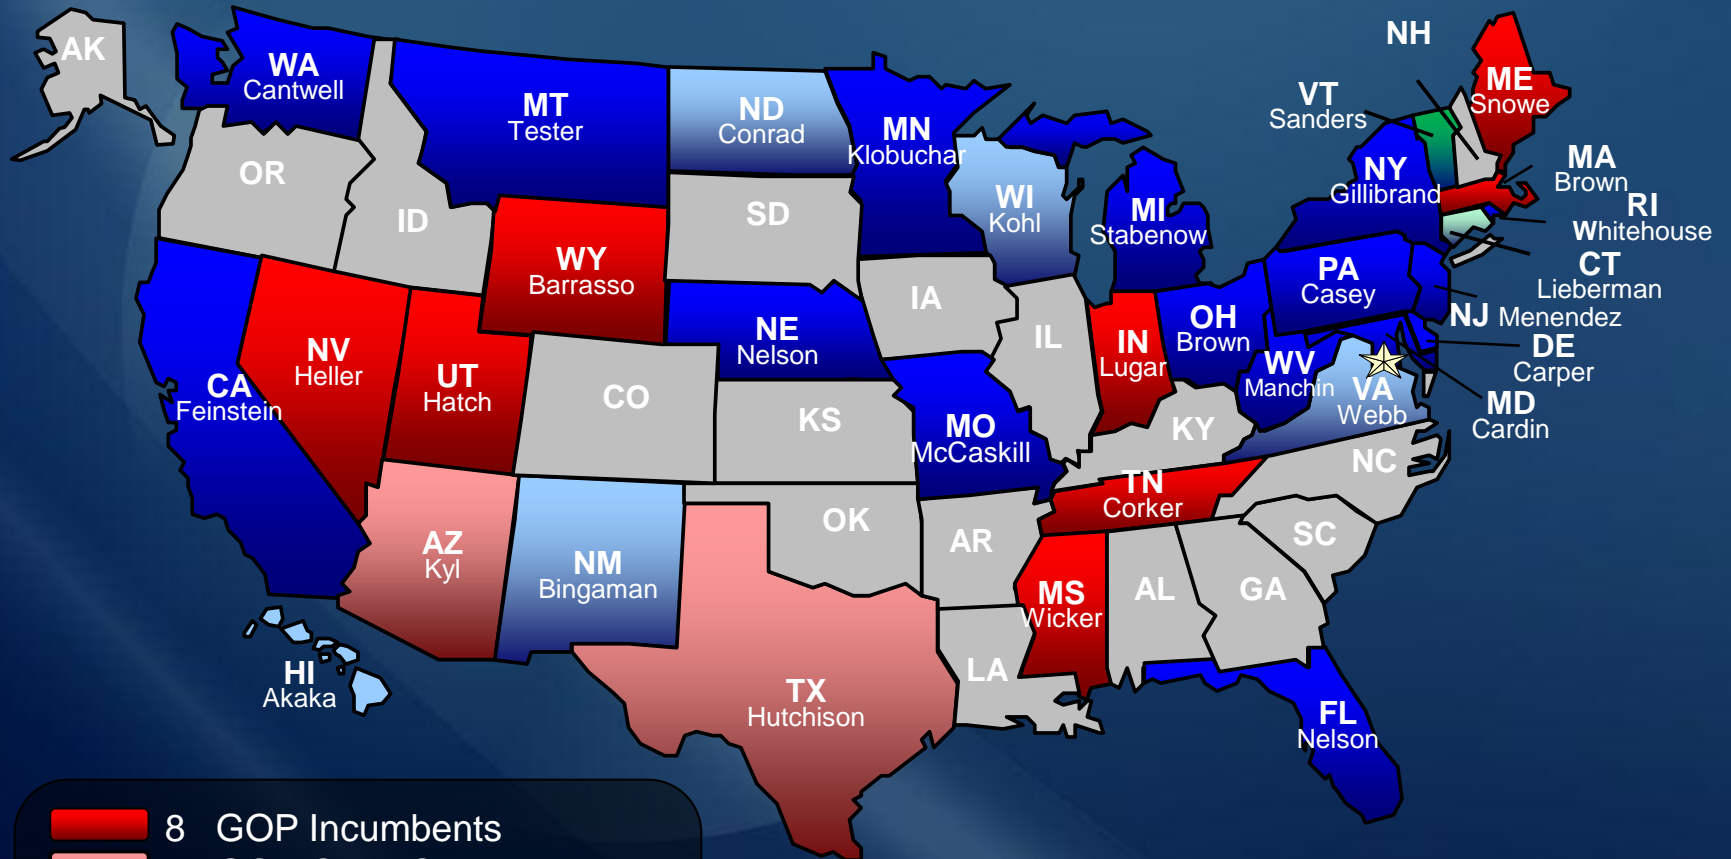 AK
WA
Cantwell
MT
Tester
ND
Conrad
MN
Klobuchar
NH
VT
Sanders
ME
Snowe
OR
ID
WY
Barrasso
SD
WI
Kohl
MI
Stabenow
NY
Gillibrand
MA
Brown
RI
Whitehouse
CT
Lieberman
NJ Menendez
DE
Carper
MD
Cardin
PA
Casey
OH
Brown
IN
Lugar
IL
IA
NE
Nelson
NV
Heller
UT
Hatch
CA
Feinstein
CO
KS
MO
McCaskill
KY
WV
Manchin
VA
Webb
NC
TN
Corker
SC
AZ
Kyl
NM
Bingaman
OK
AR
MS
Wicker
AL
GA
LA
HI
Akaka
TX
Hutchison
FL
Nelson
8 GOP Incumbents